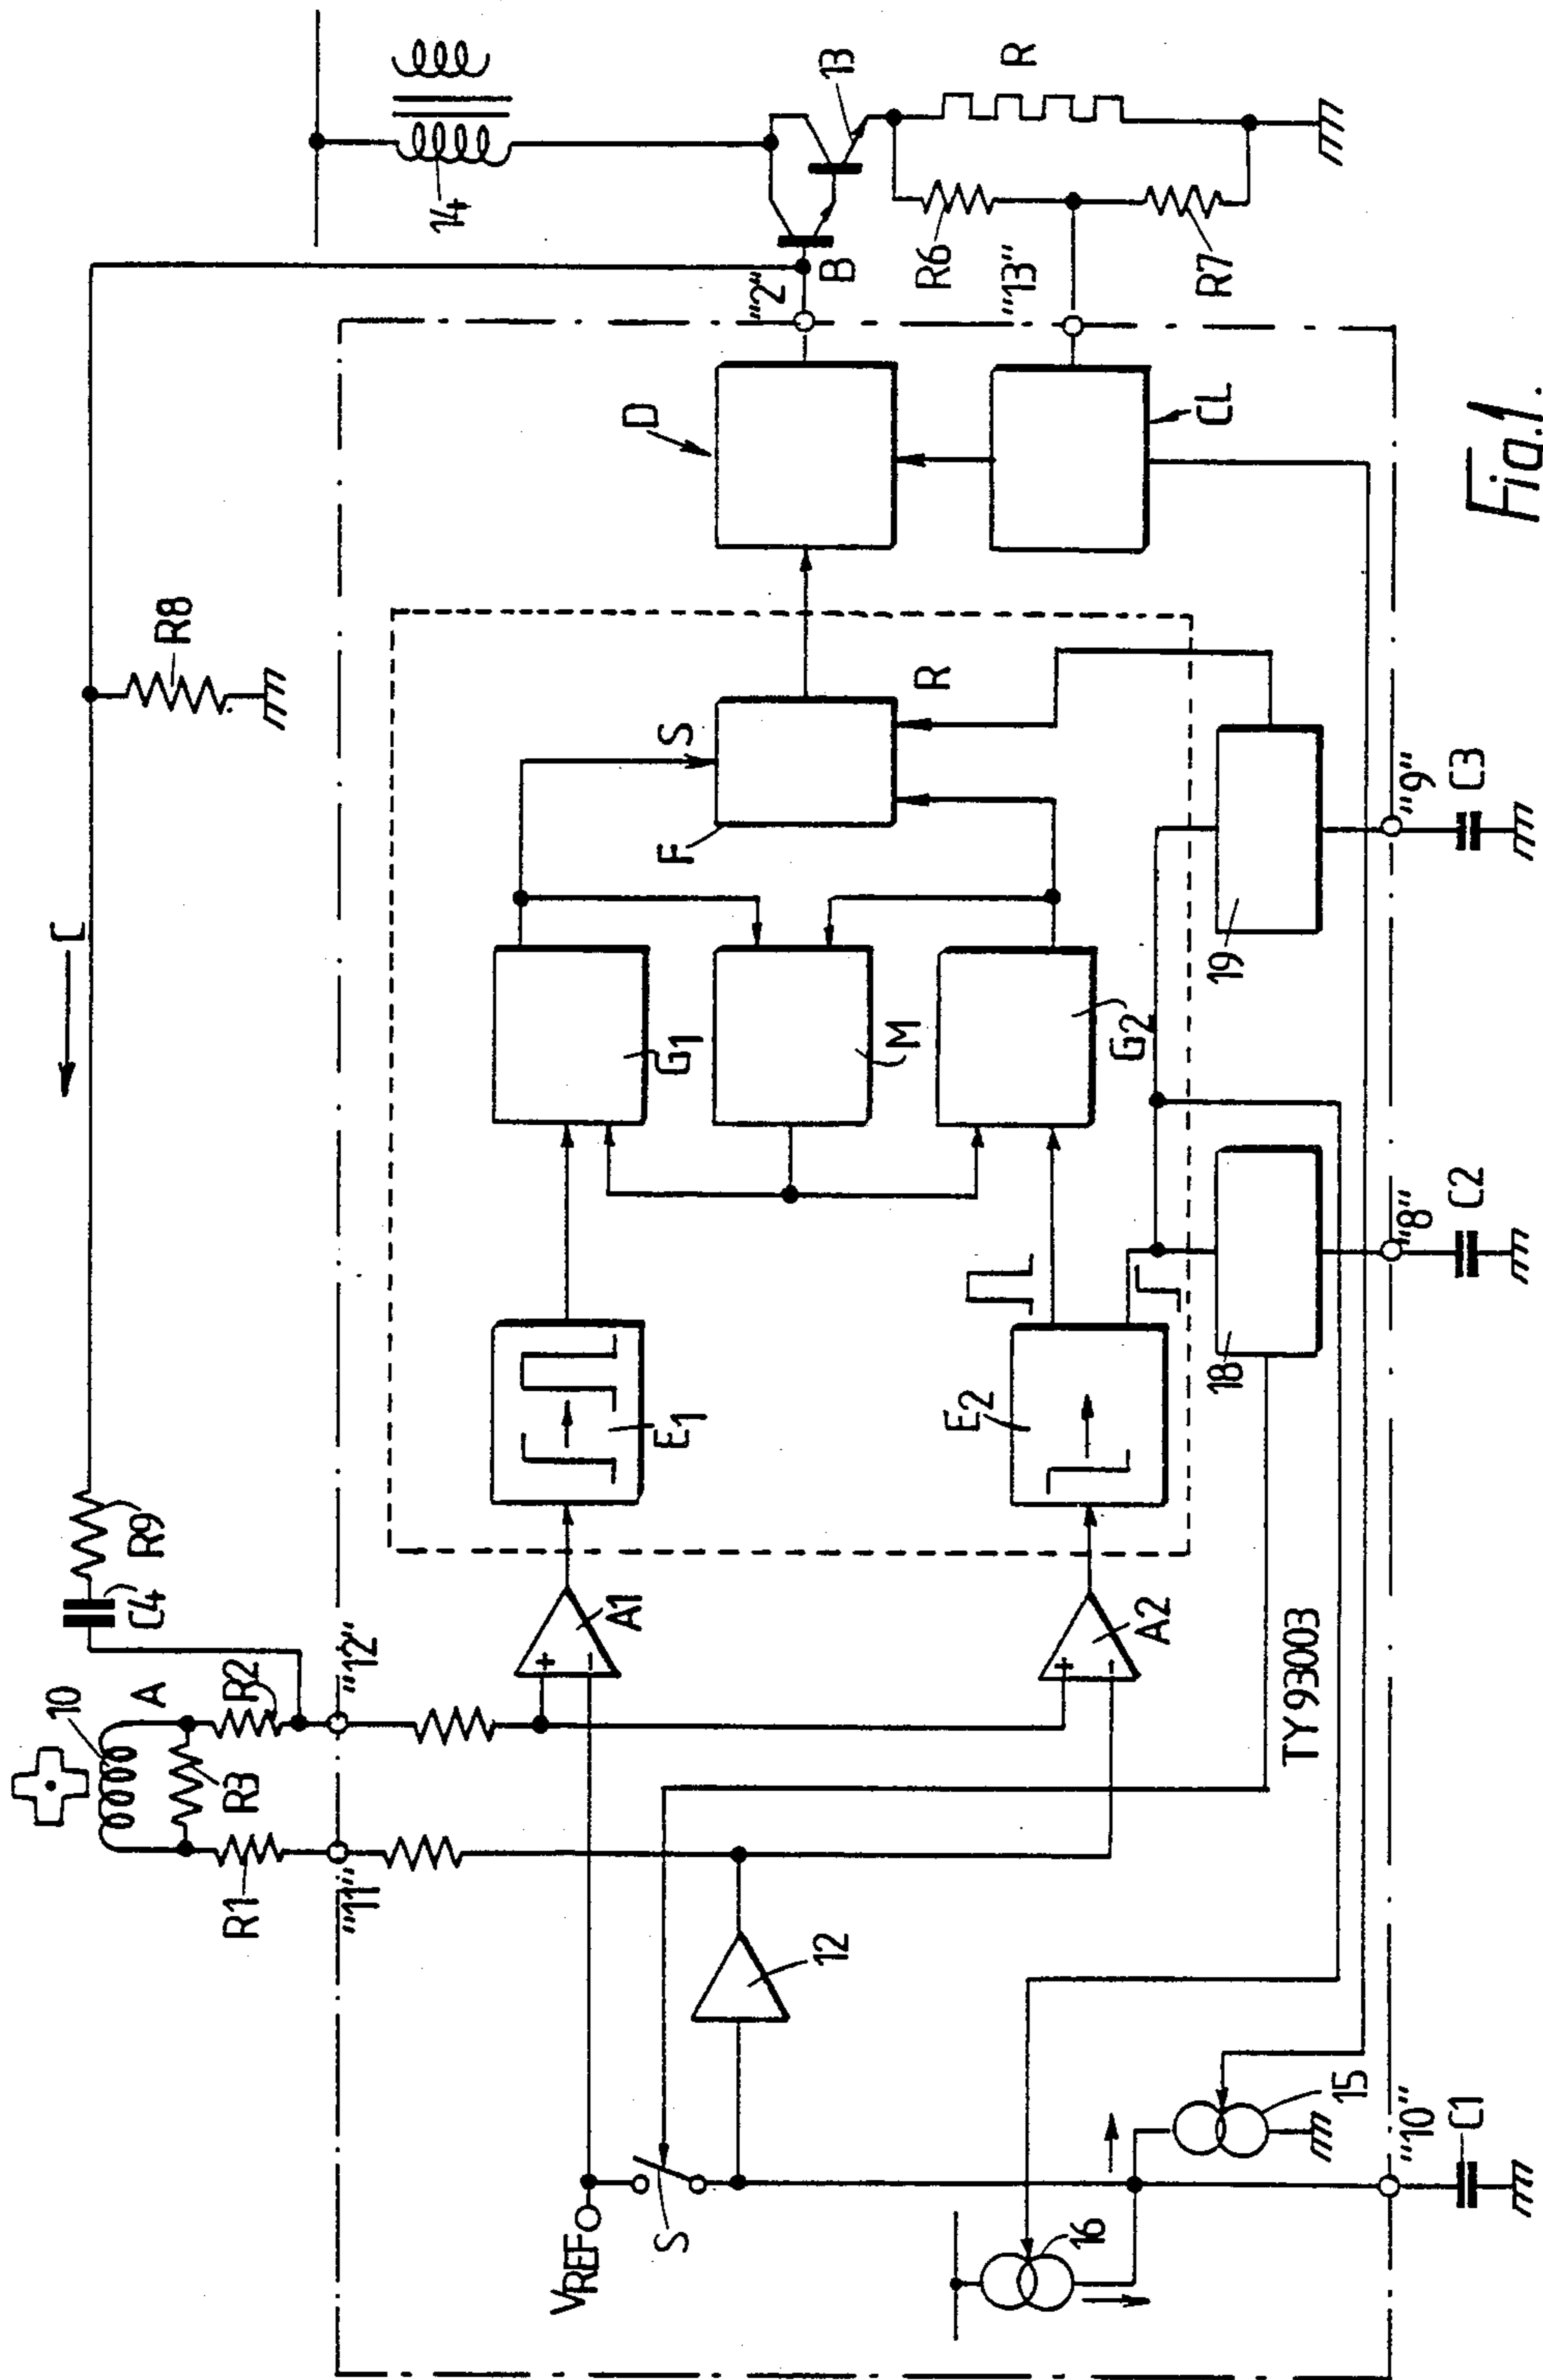 10
A
R3
R1
R2
"11"
"12"
C4
R9
C
R8
14
13
R
B
"2"
R6
"13"
R7
D
CL
S
F
R
G1
M
G2
E1
E2
A1
A2
12
VREF
S
16
15
18
19
TY93003
"10"
C1
"8"
C2
"9"
C3
+
-
+
-
Fig.1.